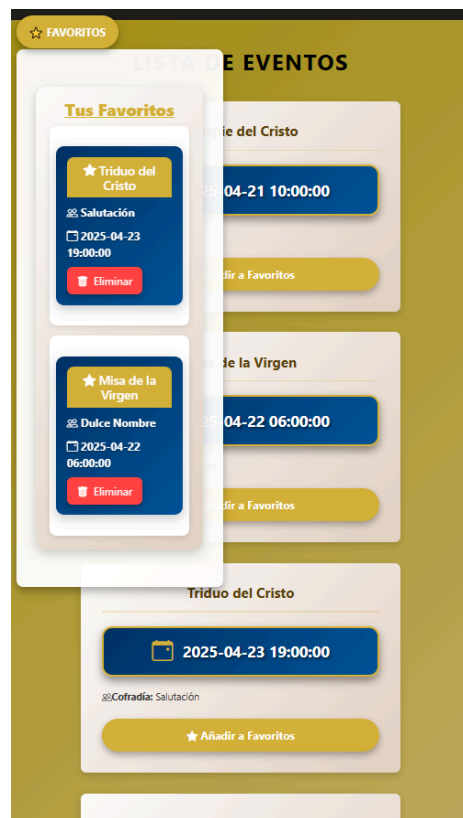 FAVORITOS
LISTA DE EVENTOS
Tus Favoritos
Triduo del
Cristo
Salutación
2025-04-23
19:00:00
Eliminar
Misa de la
Virgen
Dulce Nombre
2025-04-22
06:00:00
Eliminar
pie del Cristo
04-21 10:00:00
dir a Favoritos
de la Virgen
04-22 06:00:00
dir a Favoritos
Triduo del Cristo
2025-04-23 19:00:00
Cofradía: Salutación
Añadir a Favoritos